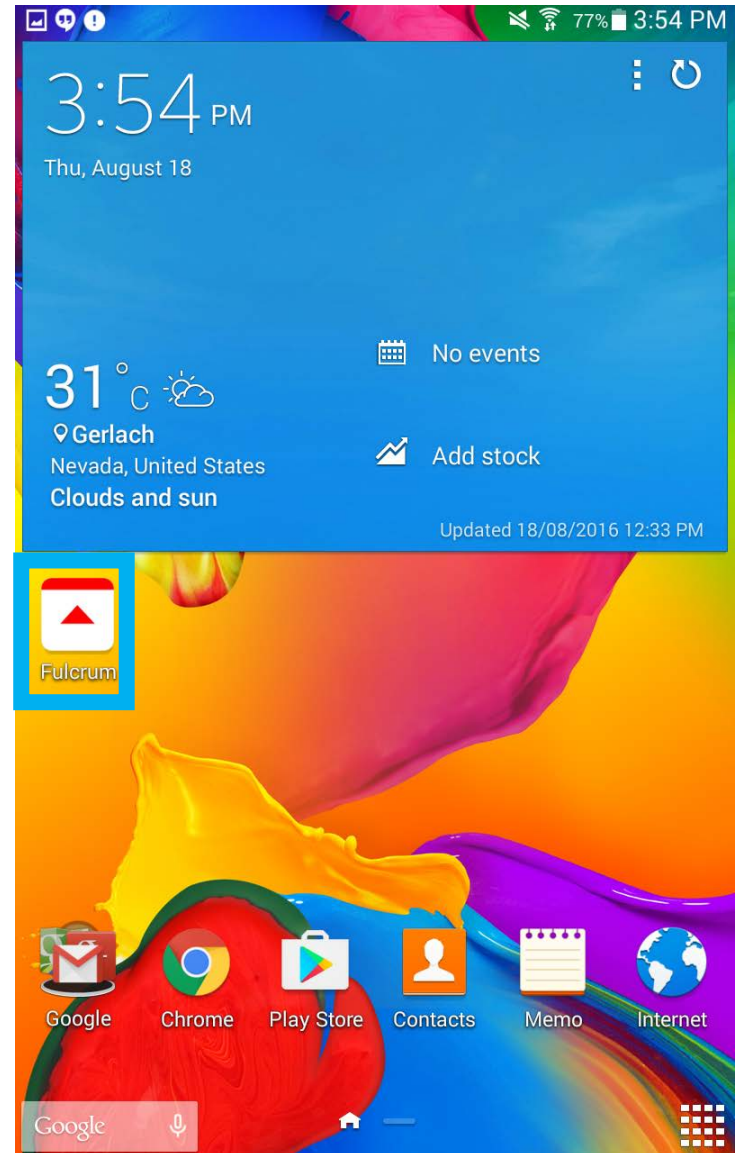 77% 3:54 PM
3:54 PM
Thu, August 18
No events
31°C
Gerlach
Nevada, United States
Add stock
Clouds and sun
Updated 18/08/2016 12:33 PM
Fulcrum
Google Chrome Play Store Contacts Memo Internet
Google